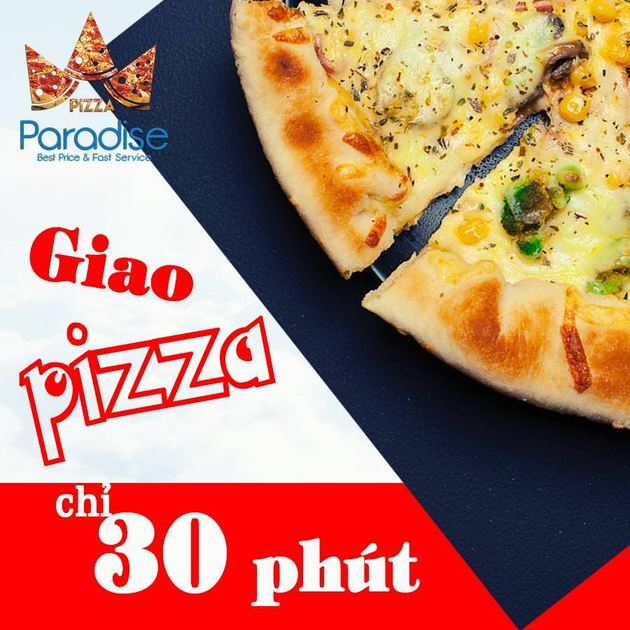 PIZZA
Paradise
Best Price & Fast Service
Giao
pizza
chỉ
30 phút